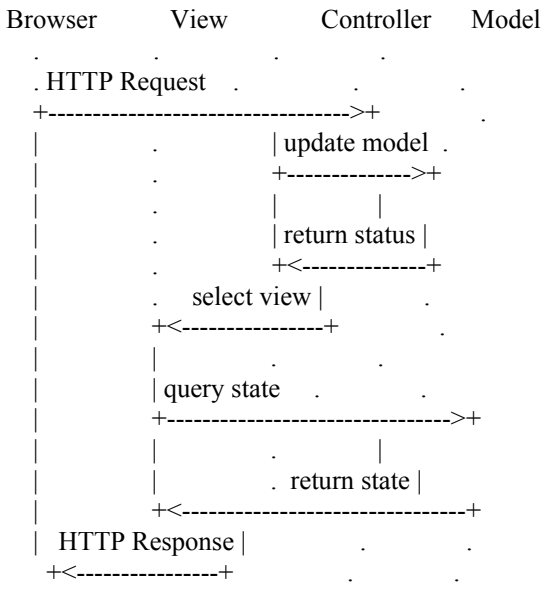 Browser View Controller Model
. . . .
. HTTP Request . . .
+---------------------------------->+ .
| . | update model .
| . +-------------->+
| . | |
| . | return status |
| . +<--------------+
| . select view | .
| +<----------------+ .
| | . .
| | query state . .
| +-------------------------------->+
| | . |
| | . return state |
| +<--------------------------------+
| HTTP Response | . .
+<----------------+ . .